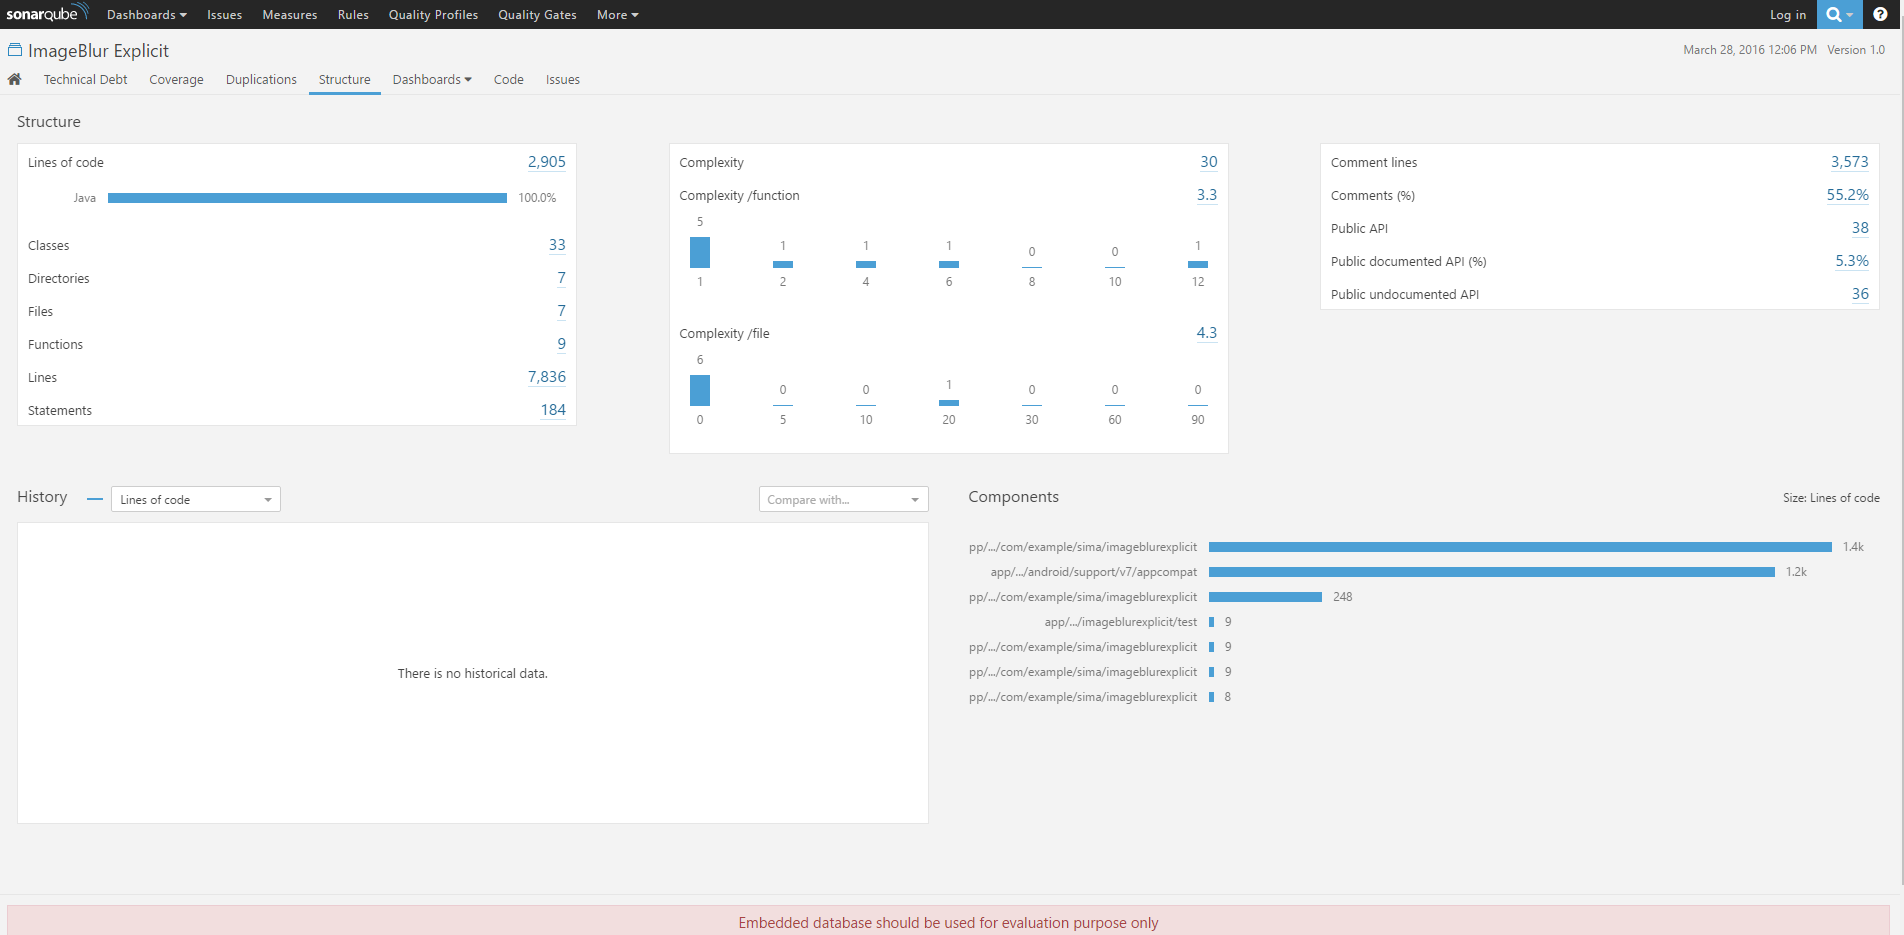 sonarqube Dashboards Issues Measures Rules Quality Profiles Quality Gates More Log in
ImageBlur Explicit March 28, 2016 12:06 PM Version 1.0
Technical Debt Coverage Duplications Structure Dashboards Code Issues
Structure
Lines of code 2,905
Java 100.0%
Classes 33
Directories 7
Files 7
Functions 9
Lines 7,836
Statements 184
Complexity 30
Complexity /function 3.3
5 1 1 1 0 0 1
1 2 4 6 8 10 12
Complexity /file 4.3
6 0 0 1 0 0 0
0 5 10 20 30 60 90
Comment lines 3,573
Comments (%) 55.2%
Public API 38
Public documented API (%) 5.3%
Public undocumented API 36
History Lines of code Compare with...
There is no historical data.
Components Size: Lines of code
pp/.../com/example/sima/imageblurexplicit 1.4k
app/.../android/support/v7/appcompat 1.2k
pp/.../com/example/sima/imageblurexplicit 248
app/.../imageblurexplicit/test 9
pp/.../com/example/sima/imageblurexplicit 9
pp/.../com/example/sima/imageblurexplicit 9
pp/.../com/example/sima/imageblurexplicit 8
Embedded database should be used for evaluation purpose only